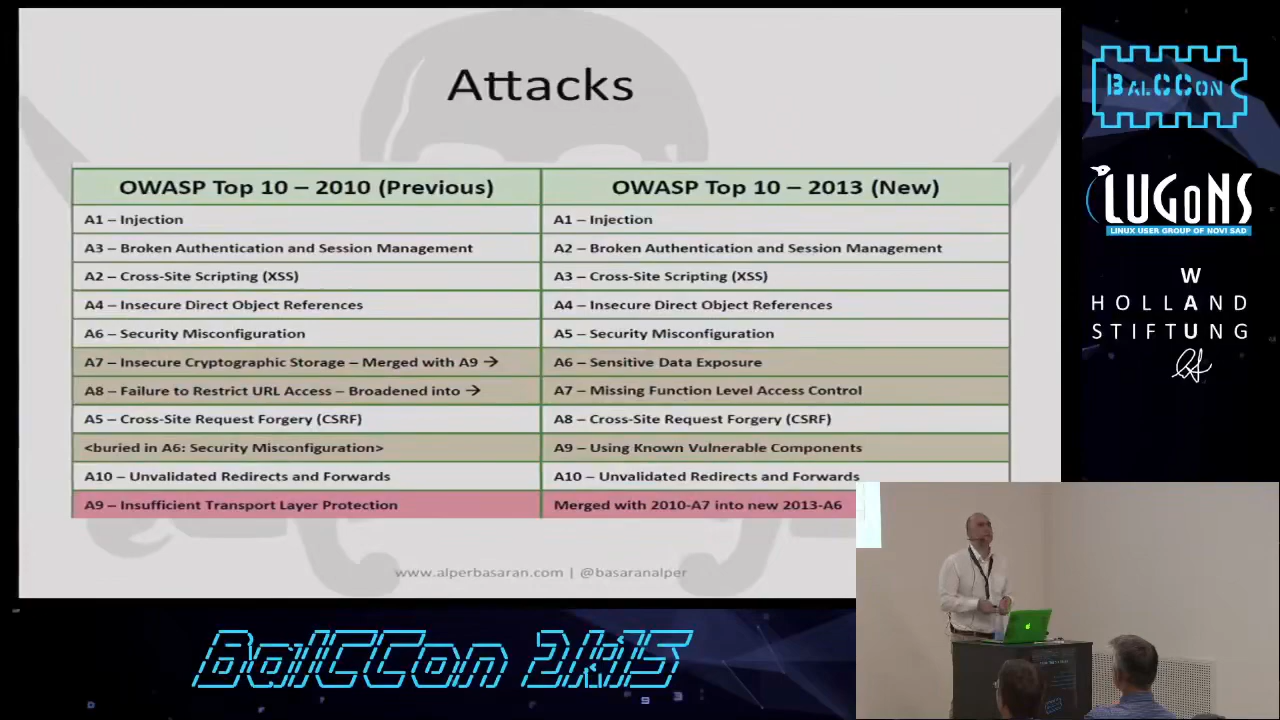 Attacks
OWASP Top 10 – 2010 (Previous)
OWASP Top 10 – 2013 (New)
A1 – Injection
A1 – Injection
A3 – Broken Authentication and Session Management
A2 – Broken Authentication and Session Management
A2 – Cross-Site Scripting (XSS)
A3 – Cross-Site Scripting (XSS)
A4 – Insecure Direct Object References
A4 – Insecure Direct Object References
A6 – Security Misconfiguration
A5 – Security Misconfiguration
A7 – Insecure Cryptographic Storage – Merged with A9 →
A6 – Sensitive Data Exposure
A8 – Failure to Restrict URL Access – Broadened into →
A7 – Missing Function Level Access Control
A5 – Cross-Site Request Forgery (CSRF)
A8 – Cross-Site Request Forgery (CSRF)
<buried in A6: Security Misconfiguration>
A9 – Using Known Vulnerable Components
A10 – Unvalidated Redirects and Forwards
A10 – Unvalidated Redirects and Forwards
A9 – Insufficient Transport Layer Protection
Merged with 2010-A7 into new 2013-A6
www.alperbasaran.com | @basaranalper
BalCCon
LUGoNS
LINUX USER GROUP OF NOVI SAD
WAU
HOLLAND
STIFTUNG
BalCCon 2k15